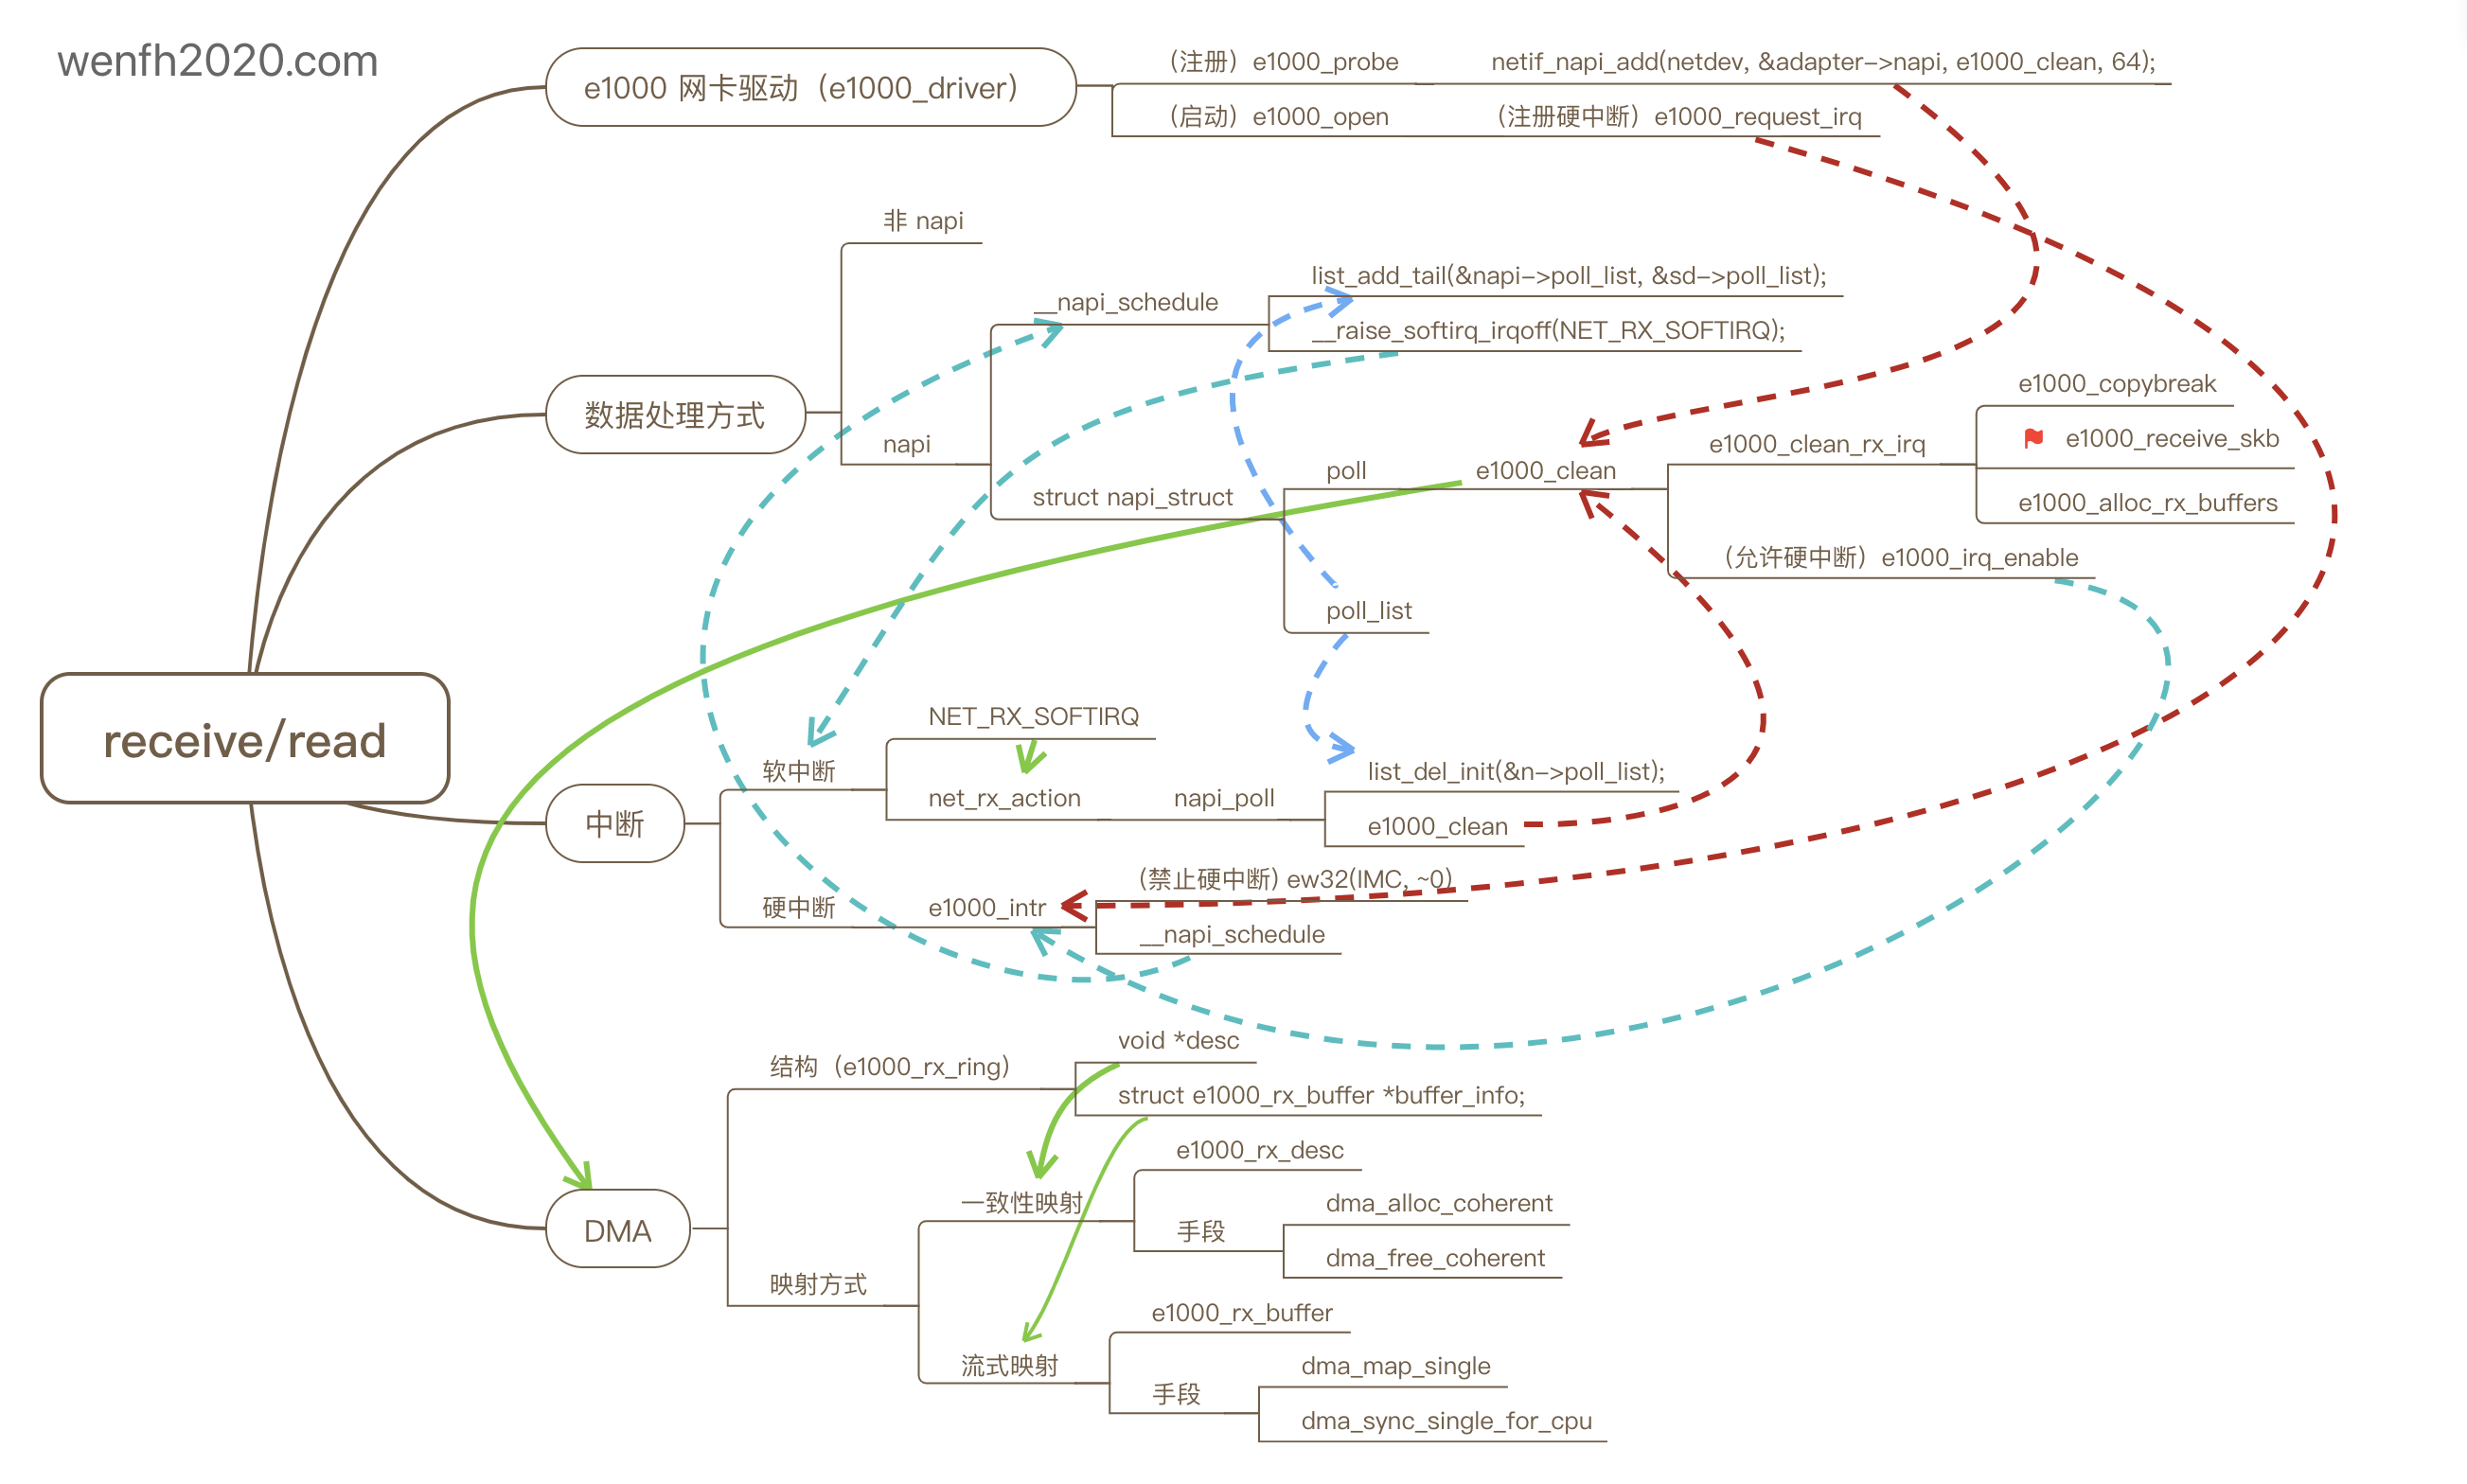 wenfh2020.com
receive/read
e1000 网卡驱动（e1000_driver）
（注册）e1000_probe
netif_napi_add(netdev, &adapter->napi, e1000_clean, 64);
（启动）e1000_open
（注册硬中断）e1000_request_irq
数据处理方式
非 napi
napi
__napi_schedule
list_add_tail(&napi->poll_list, &sd->poll_list);
__raise_softirq_irqoff(NET_RX_SOFTIRQ);
struct napi_struct
poll
e1000_clean
e1000_clean_rx_irq
e1000_copybreak
e1000_receive_skb
e1000_alloc_rx_buffers
（允许硬中断）e1000_irq_enable
poll_list
中断
软中断
NET_RX_SOFTIRQ
net_rx_action
napi_poll
list_del_init(&n->poll_list);
e1000_clean
硬中断
e1000_intr
（禁止硬中断) ew32(IMC, ~0)
__napi_schedule
DMA
结构（e1000_rx_ring）
void *desc
struct e1000_rx_buffer *buffer_info;
映射方式
一致性映射
e1000_rx_desc
手段
dma_alloc_coherent
dma_free_coherent
流式映射
e1000_rx_buffer
手段
dma_map_single
dma_sync_single_for_cpu